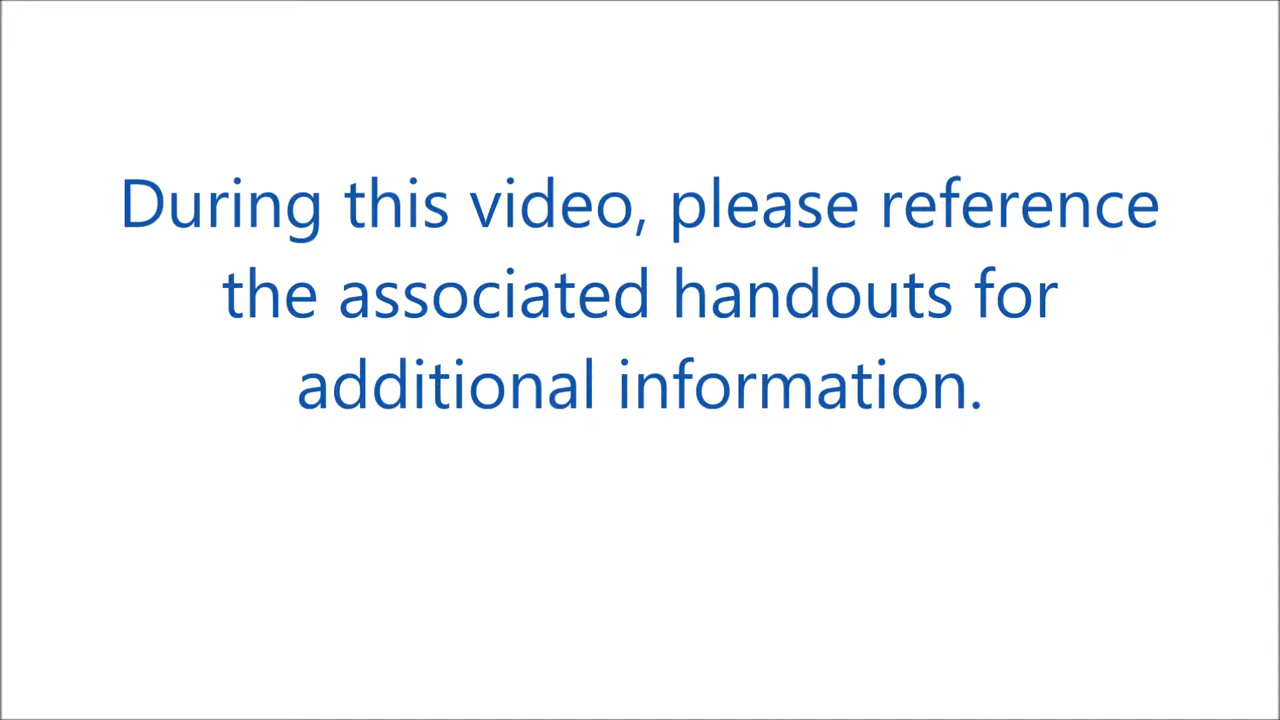 During this video, please reference
the associated handouts for
additional information.